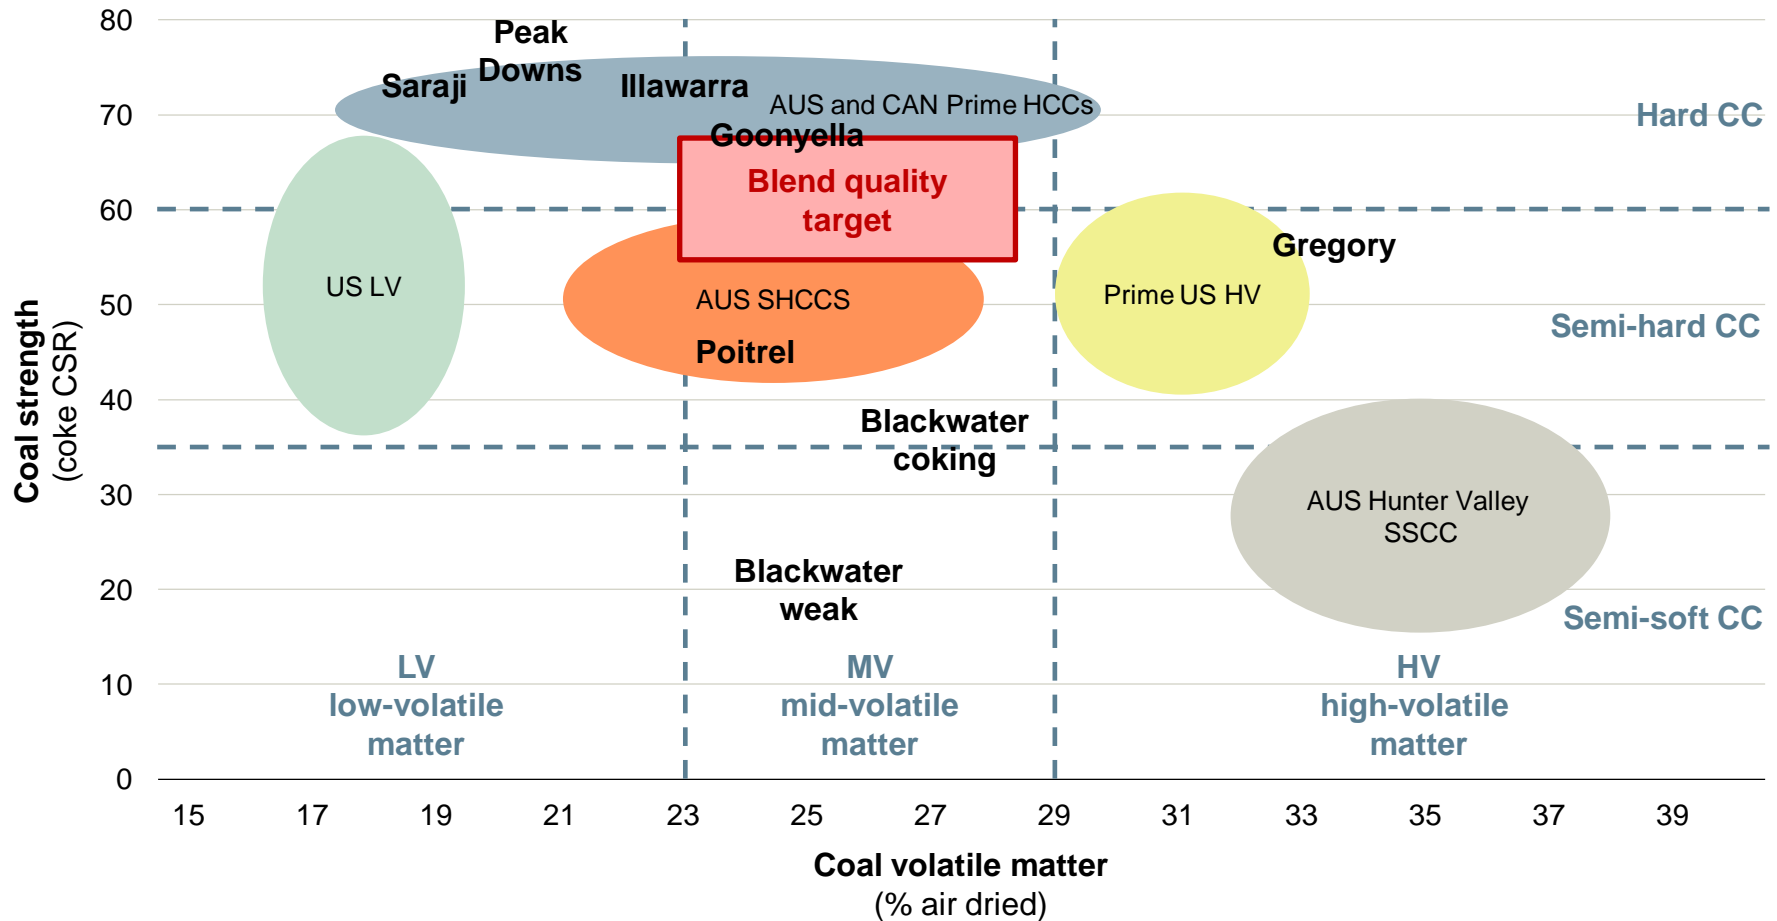 80
70
60
50
40
30
20
10
0
Coal strength
(coke CSR)
Peak
Downs
Saraji
Illawarra
AUS and CAN Prime HCCs
Goonyella
Hard CC
Blend quality
target
US LV
AUS SHCCS
Poitrel
Prime US HV
Gregory
Semi-hard CC
Blackwater
coking
AUS Hunter Valley
SSCC
Blackwater
weak
Semi-soft CC
LV
low-volatile
matter
MV
mid-volatile
matter
HV
high-volatile
matter
15 17 19 21 23 25 27 29 31 33 35 37 39
Coal volatile matter
(% air dried)